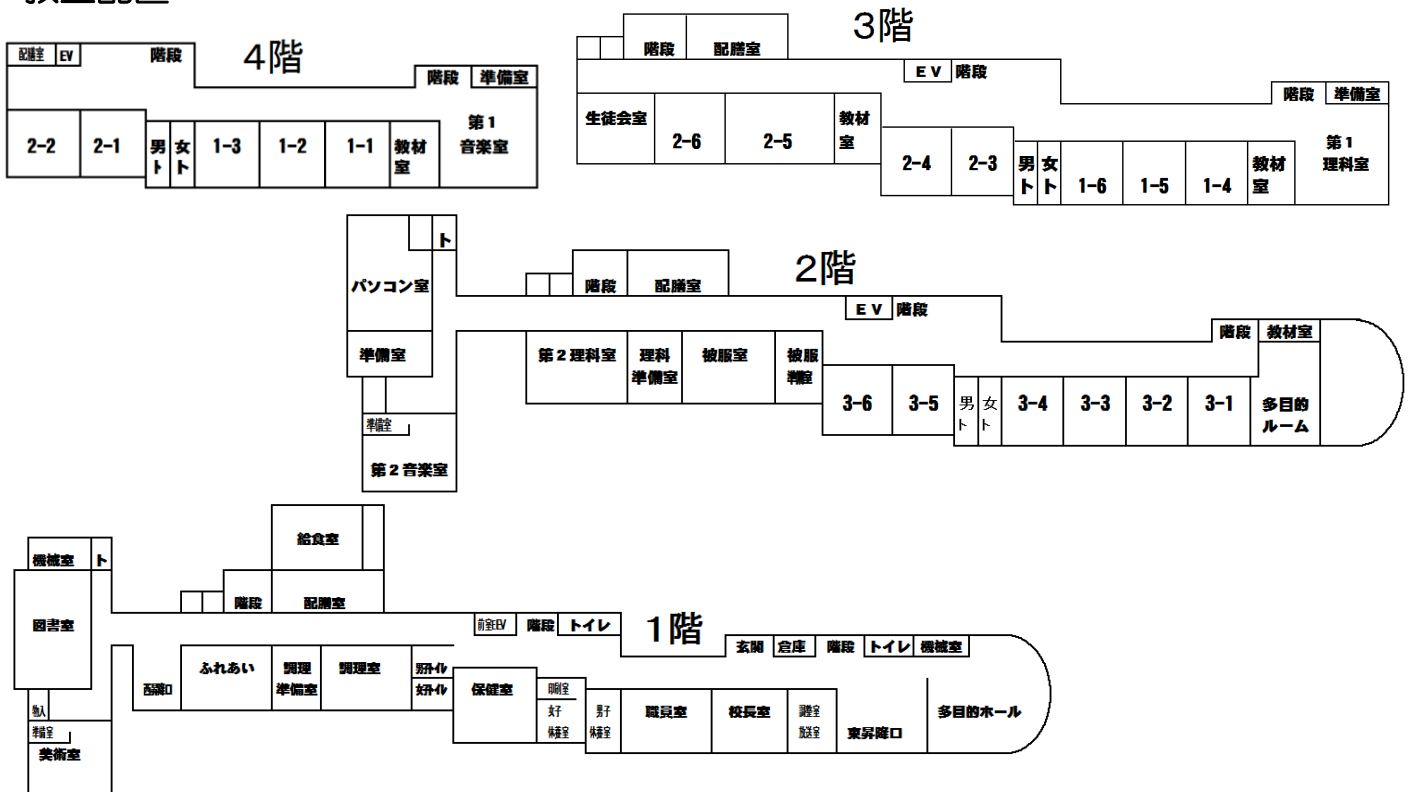 4階
配膳室 EV 階段
階段 準備室
2-2 2-1 男ト 女ト 1-3 1-2 1-1 教材室 第1音楽室
3階
階段 配膳室
EV 階段
階段 準備室
生徒会室 2-6 2-5 教材室
2-4 2-3 男ト 女ト 1-6 1-5 1-4 教材室 第1理科室
2階
ト
パソコン室
準備室
準備室
第2音楽室
階段 配膳室
EV 階段
階段 教材室
第2理科室 理科準備室 被服室 被服準備室
3-6 3-5 男ト 女ト 3-4 3-3 3-2 3-1 多目的ルーム
1階
給食室
機械室 ト
階段 配膳室
図書室
前室EV 階段 トイレ
玄関 倉庫 階段 トイレ 機械室
ふれあい 調理準備室 調理室 男子トイレ
女子トイレ
西昇降口
保健室 印刷室
女子休養室
男子休養室
職員室 校長室 調整室
放送室
東昇降口 多目的ホール
物入
準備室
美術室